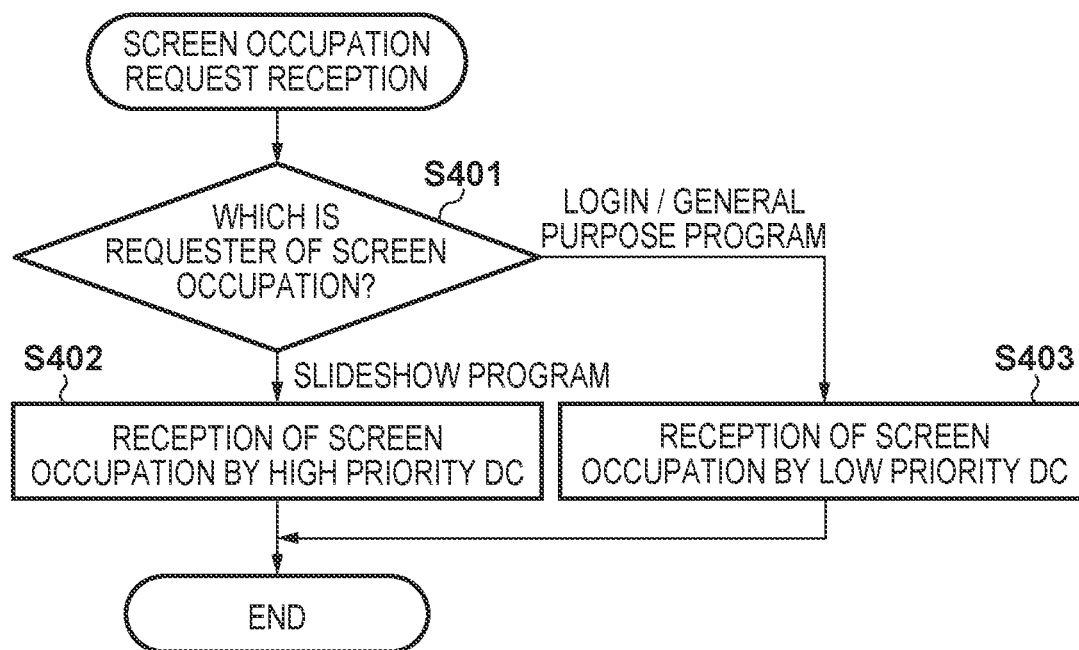 SCREEN OCCUPATION
REQUEST RECEPTION
S401
WHICH IS
REQUESTER OF SCREEN
OCCUPATION?
LOGIN / GENERAL
PURPOSE PROGRAM
S402
SLIDESHOW PROGRAM
S403
RECEPTION OF SCREEN
OCCUPATION BY HIGH PRIORITY DC
RECEPTION OF SCREEN
OCCUPATION BY LOW PRIORITY DC
END